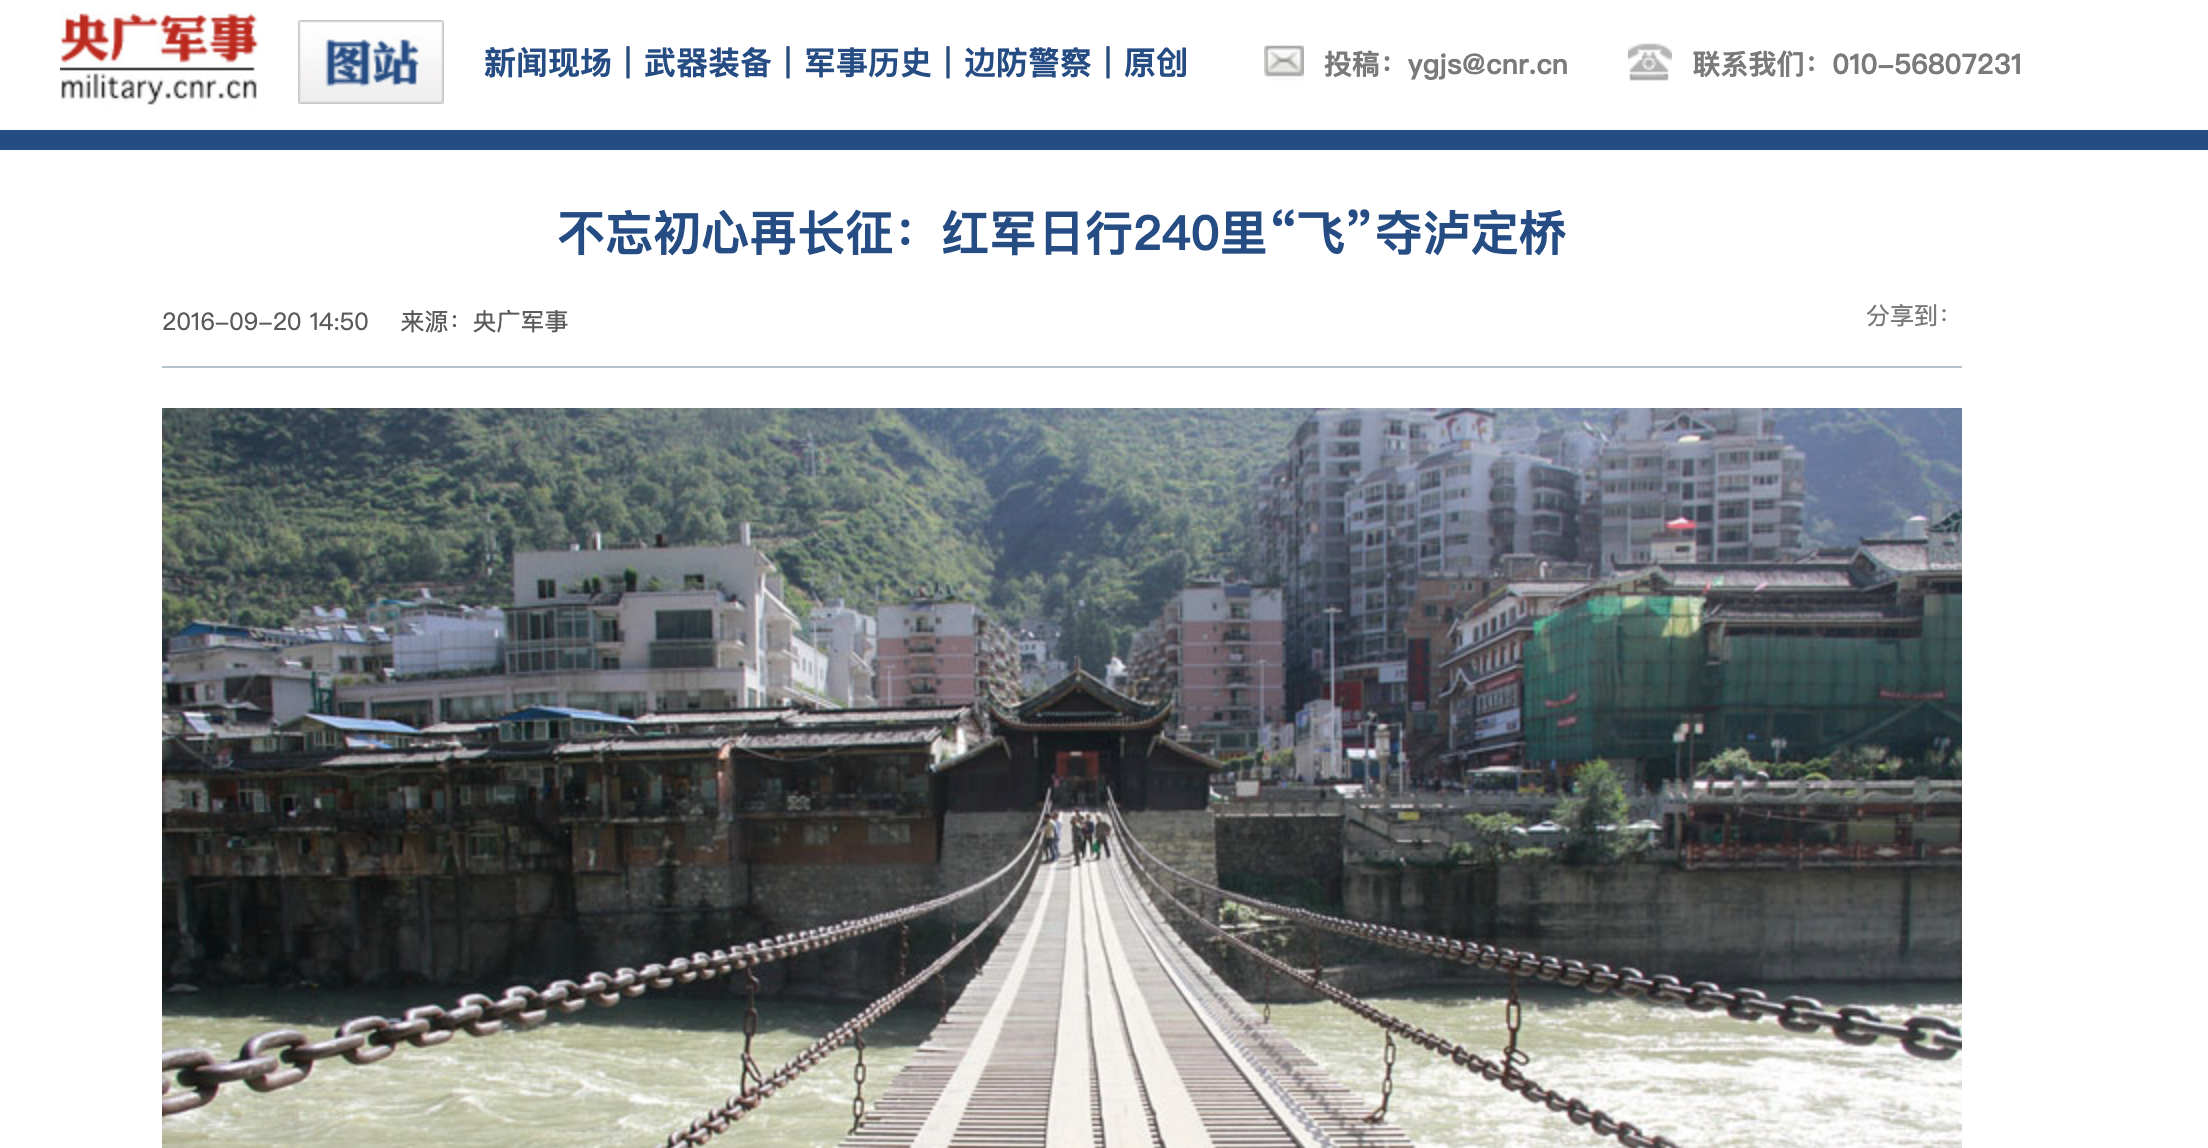 央广军事
military.cnr.cn
图站
新闻现场｜武器装备｜军事历史｜边防警察｜原创
投稿：ygjs@cnr.cn
联系我们：010-56807231
不忘初心再长征：红军日行240里“飞”夺泸定桥
2016-09-20 14:50 来源：央广军事
分享到：